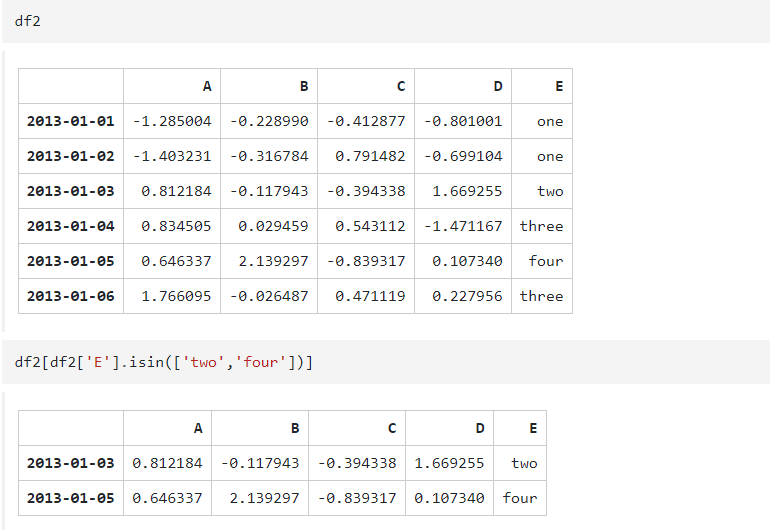 df2
A B C D E
2013-01-01 -1.285004 -0.228990 -0.412877 -0.801001 one
2013-01-02 -1.403231 -0.316784 0.791482 -0.699104 one
2013-01-03 0.812184 -0.117943 -0.394338 1.669255 two
2013-01-04 0.834505 0.029459 0.543112 -1.471167 three
2013-01-05 0.646337 2.139297 -0.839317 0.107340 four
2013-01-06 1.766095 -0.026487 0.471119 0.227956 three
df2[df2['E'].isin(['two','four'])]
A B C D E
2013-01-03 0.812184 -0.117943 -0.394338 1.669255 two
2013-01-05 0.646337 2.139297 -0.839317 0.107340 four